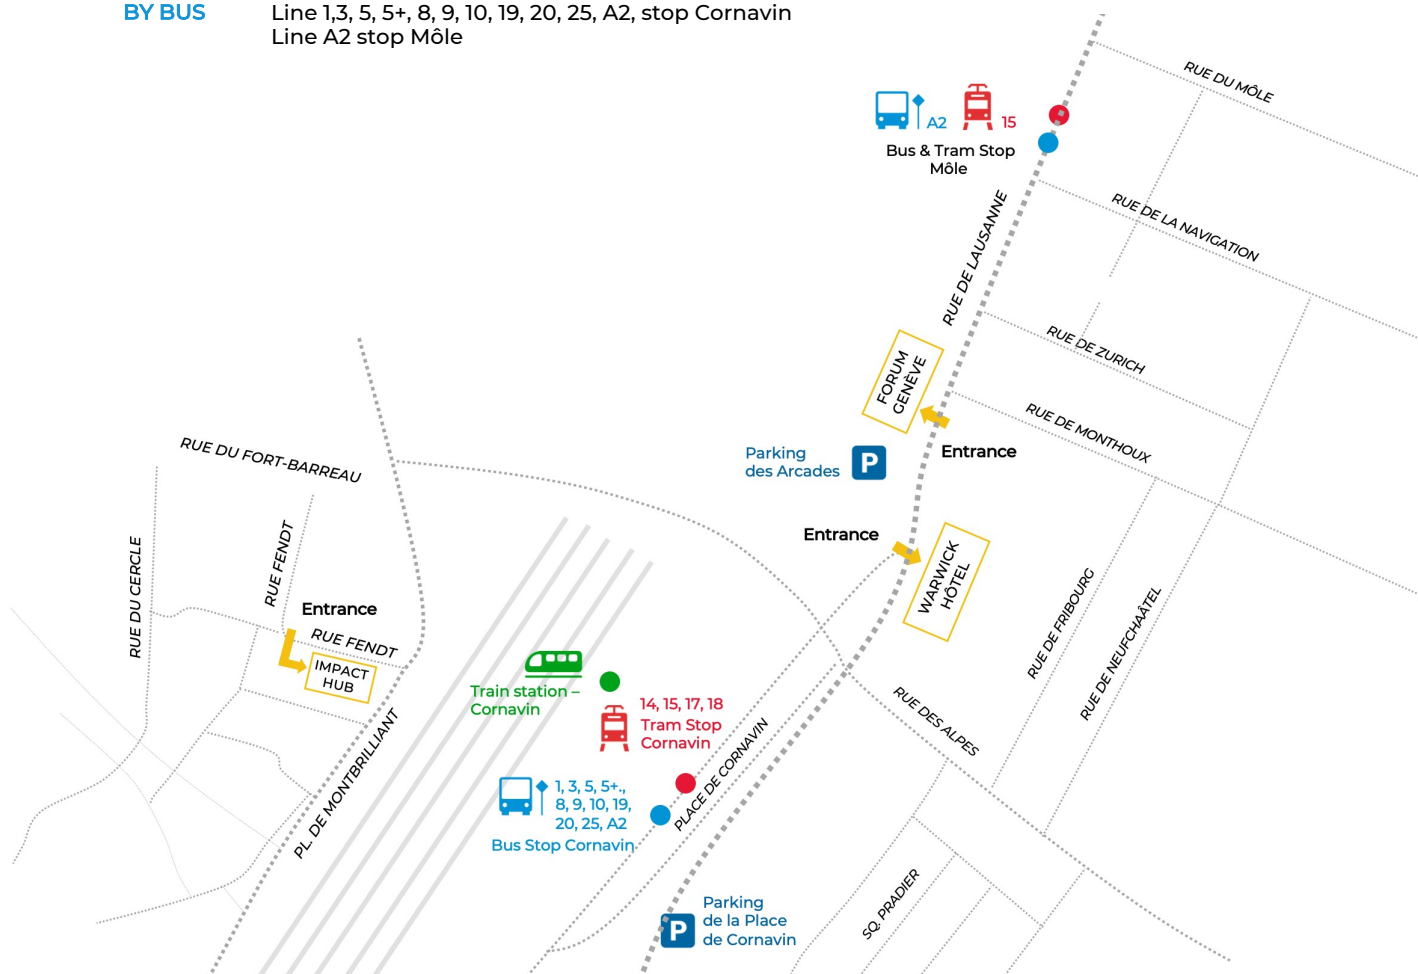 BY BUS
Line 1,3, 5, 5+, 8, 9, 10, 19, 20, 25, A2, stop Cornavin
Line A2 stop Môle
RUE DU MÔLE
A2
15
Bus & Tram Stop
Môle
RUE DE LAUSANNE
RUE DE LA NAVIGATION
RUE DE ZURICH
FORUM
GENÈVE
RUE DE MONTHOUX
Entrance
Parking
des Arcades
P
RUE DU FORT-BARREAU
Entrance
WARWICK
HÔTEL
RUE DU CERCLE
RUE FENDT
Entrance
RUE FENDT
IMPACT
HUB
RUE DE FRIBOURG
RUE DE NEUFCHAÂTEL
Train station –
Cornavin
14, 15, 17, 18
Tram Stop
Cornavin
RUE DES ALPES
PL. DE MONTBRILLIANT
PLACE DE CORNAVIN
1, 3, 5, 5+.,
8, 9, 10, 19,
20, 25, A2
Bus Stop Cornavin
SQ. PRADIER
P
Parking
de la Place
de Cornavin